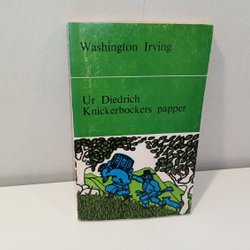 Washington Irving
Ur Diedrich
Knickerbockers papper